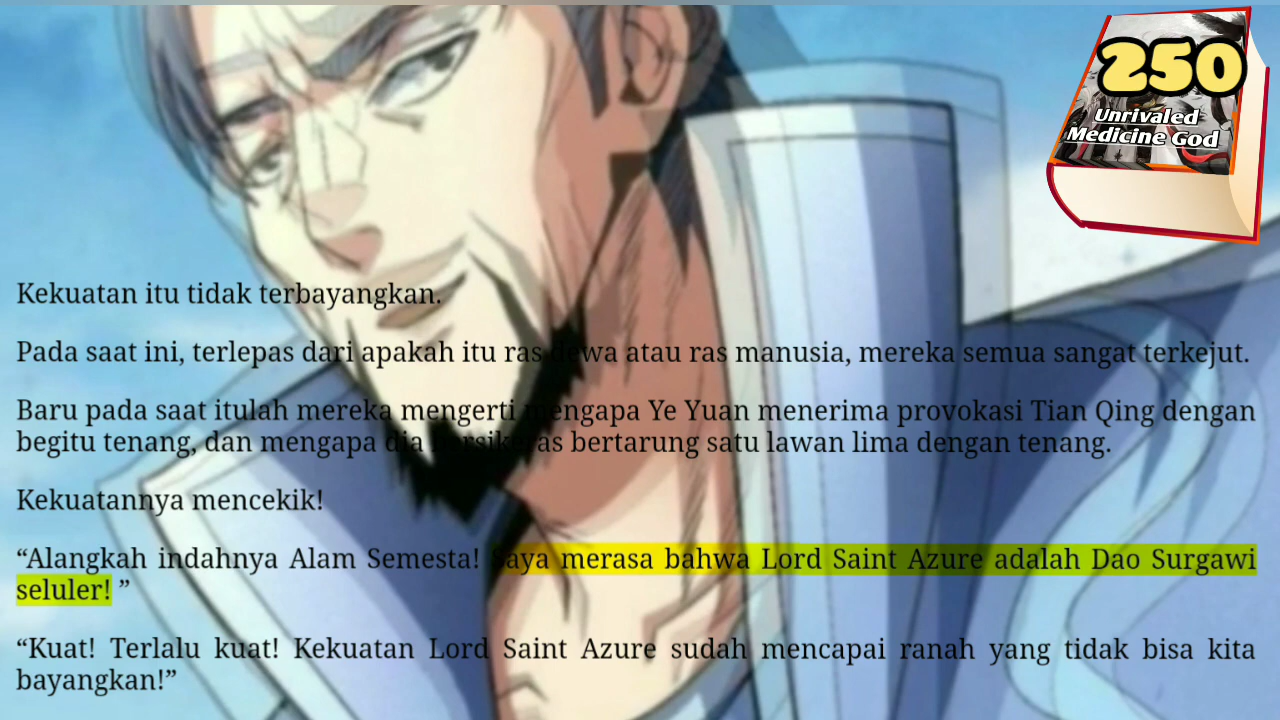 250
Unrivaled
Medicine God
Kekuatan itu tidak terbayangkan.
Pada saat ini, terlepas dari apakah itu ras dewa atau ras manusia, mereka semua sangat terkejut.
Baru pada saat itulah mereka mengerti mengapa Ye Yuan menerima provokasi Tian Qing dengan
begitu tenang, dan mengapa dia bersikeras bertarung satu lawan lima dengan tenang.
Kekuatannya mencekik!
“Alangkah indahnya Alam Semesta! Saya merasa bahwa Lord Saint Azure adalah Dao Surgawi
seluler! ”
“Kuat! Terlalu kuat! Kekuatan Lord Saint Azure sudah mencapai ranah yang tidak bisa kita
bayangkan!”